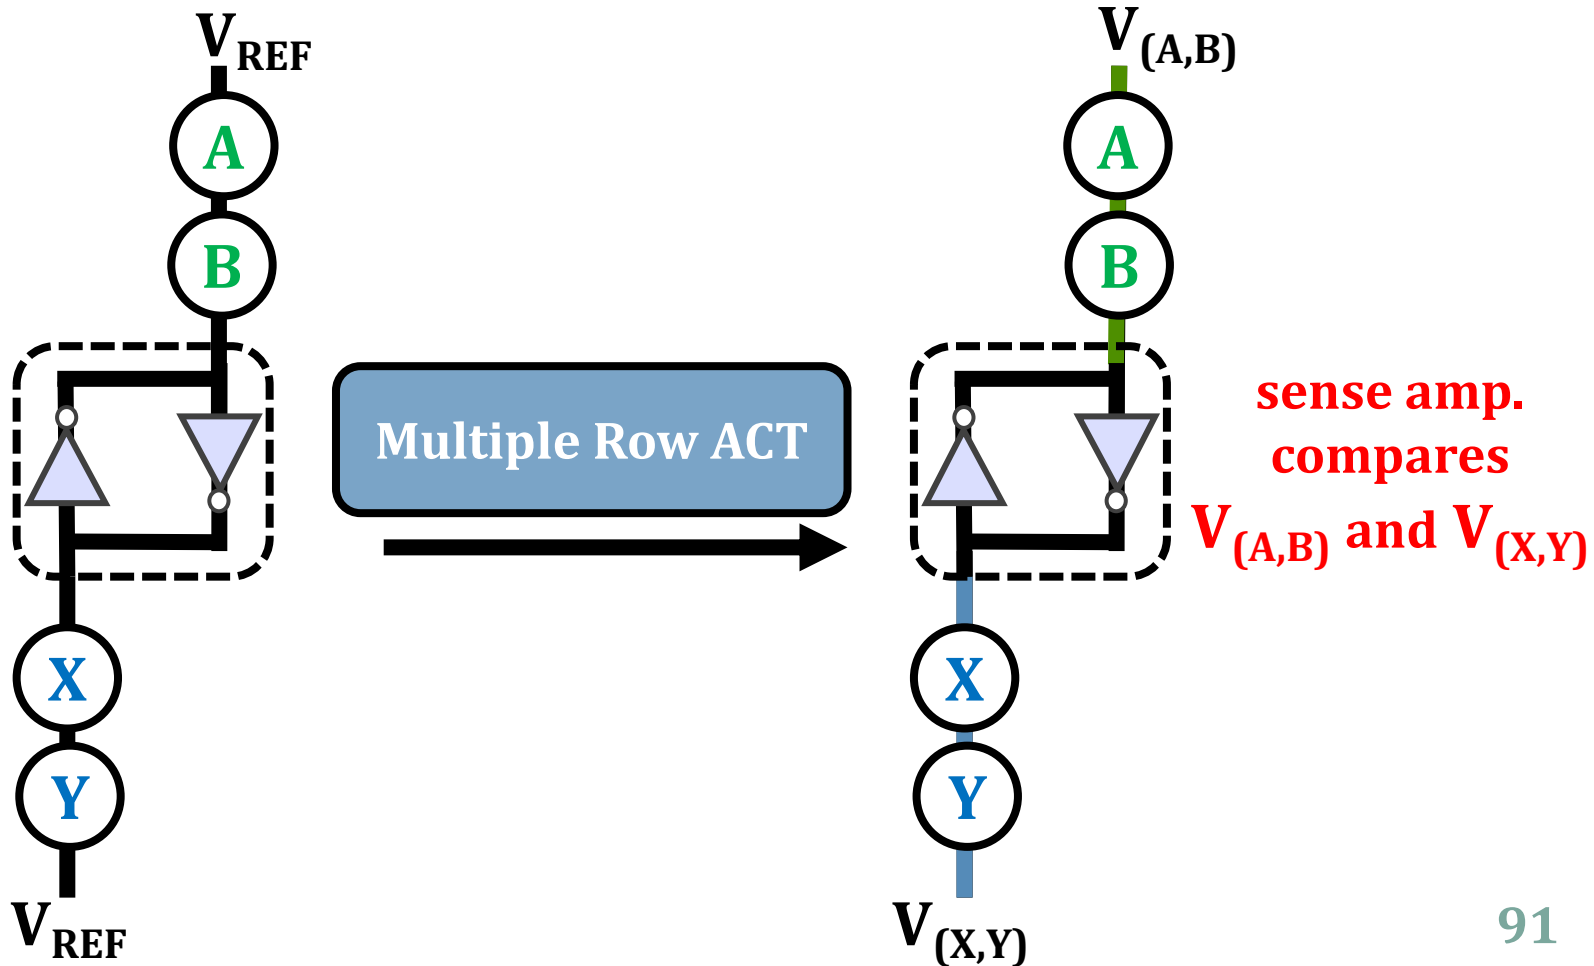 V_REF
A
B
X
Y
V_REF
Multiple Row ACT
V_(A,B)
A
B
X
Y
V_(X,Y)
sense amp.
compares
V_(A,B) and V_(X,Y)
91